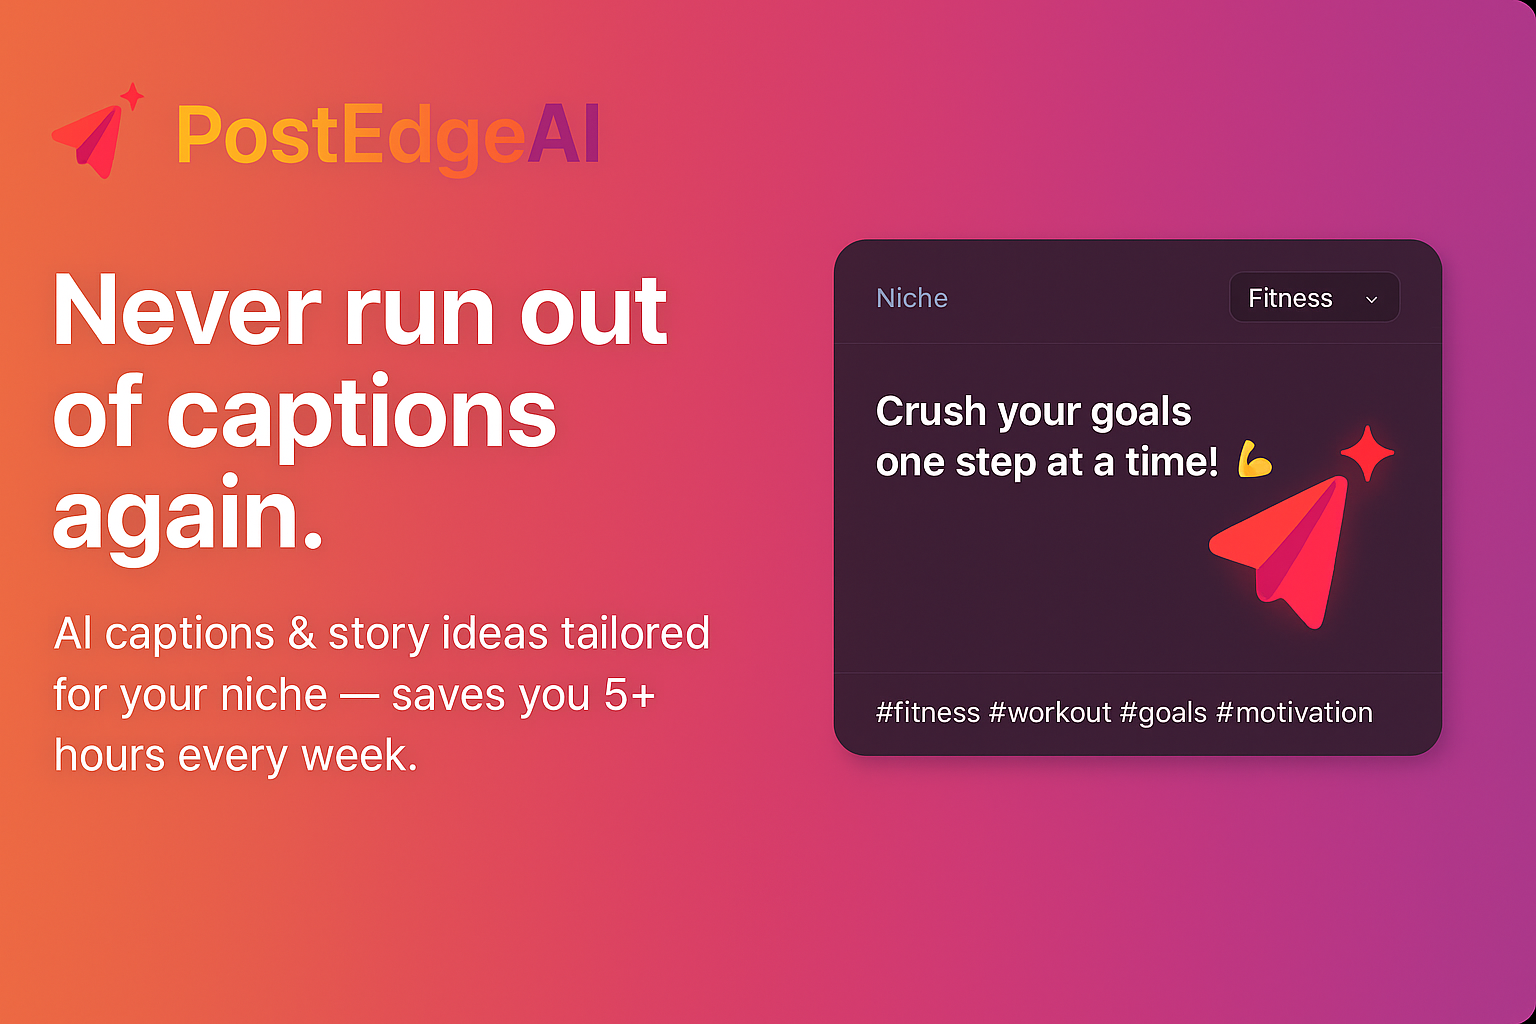 PostEdgeAI
Never run out
of captions
again.
AI captions & story ideas tailored
for your niche — saves you 5+
hours every week.
Niche
Fitness
Crush your goals
one step at a time! 💪
#fitness #workout #goals #motivation